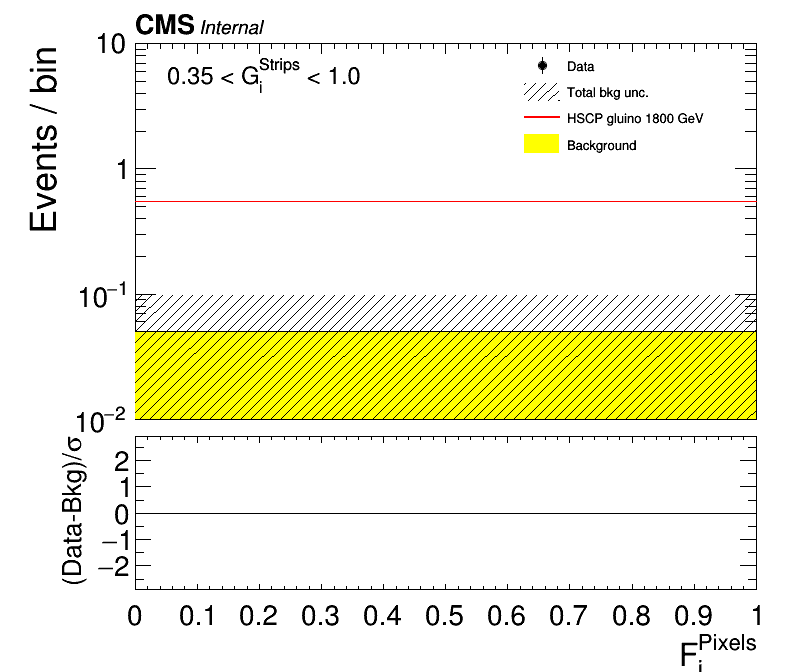 CMS Internal
Events / bin
10
1
10⁻¹
10⁻²
0.35 < G_i^Strips < 1.0
Data
Total bkg unc.
HSCP gluino 1800 GeV
Background
(Data-Bkg)/σ
2
1
0
−1
−2
0 0.1 0.2 0.3 0.4 0.5 0.6 0.7 0.8 0.9 1
F_i^Pixels